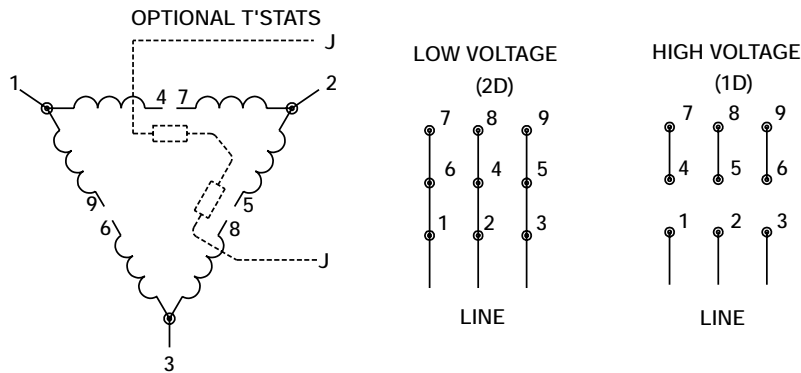 OPTIONAL T'STATS
J
1
4 7
2
9
5
6
8
J
3
LOW VOLTAGE
(2D)
7 8 9
6 4 5
1 2 3
LINE
HIGH VOLTAGE
(1D)
7 8 9
4 5 6
1 2 3
LINE